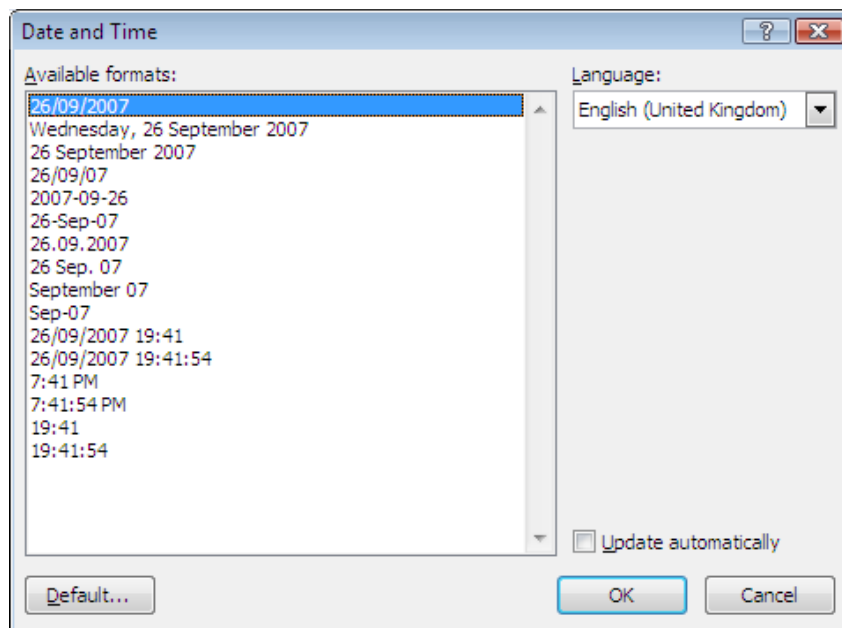 Date and Time
Available formats:
26/09/2007
Wednesday, 26 September 2007
26 September 2007
26/09/07
2007-09-26
26-Sep-07
26.09.2007
26 Sep. 07
September 07
Sep-07
26/09/2007 19:41
26/09/2007 19:41:54
7:41 PM
7:41:54 PM
19:41
19:41:54
Language:
English (United Kingdom)
Update automatically
Default...
OK
Cancel